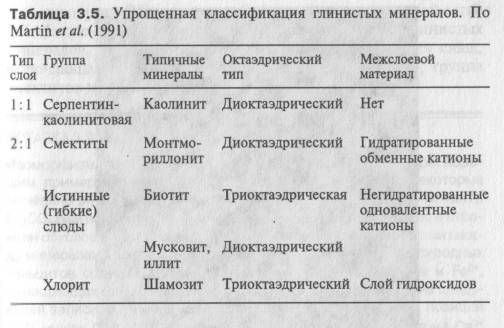 Таблица 3.5. Упрощенная классификация глинистых минералов. По
Martin et al. (1991)
Тип Группа Типичные Октаэдрический Межслоевой
слоя минералы тип материал
1:1 Серпентин- Каолинит Диоктаэдрический Нет
каолинитовая
2:1 Смектиты Монтмо- Диоктаэдрический Гидратированные
риллонит обменные катионы
Истинные Биотит Триоктаэдрическая Негидратированные
(гибкие) одновалентные
слюды катионы
Мусковит, Диоктаэдрический
иллит
Хлорит Шамозит Триоктаэдрический Слой гидроксидов